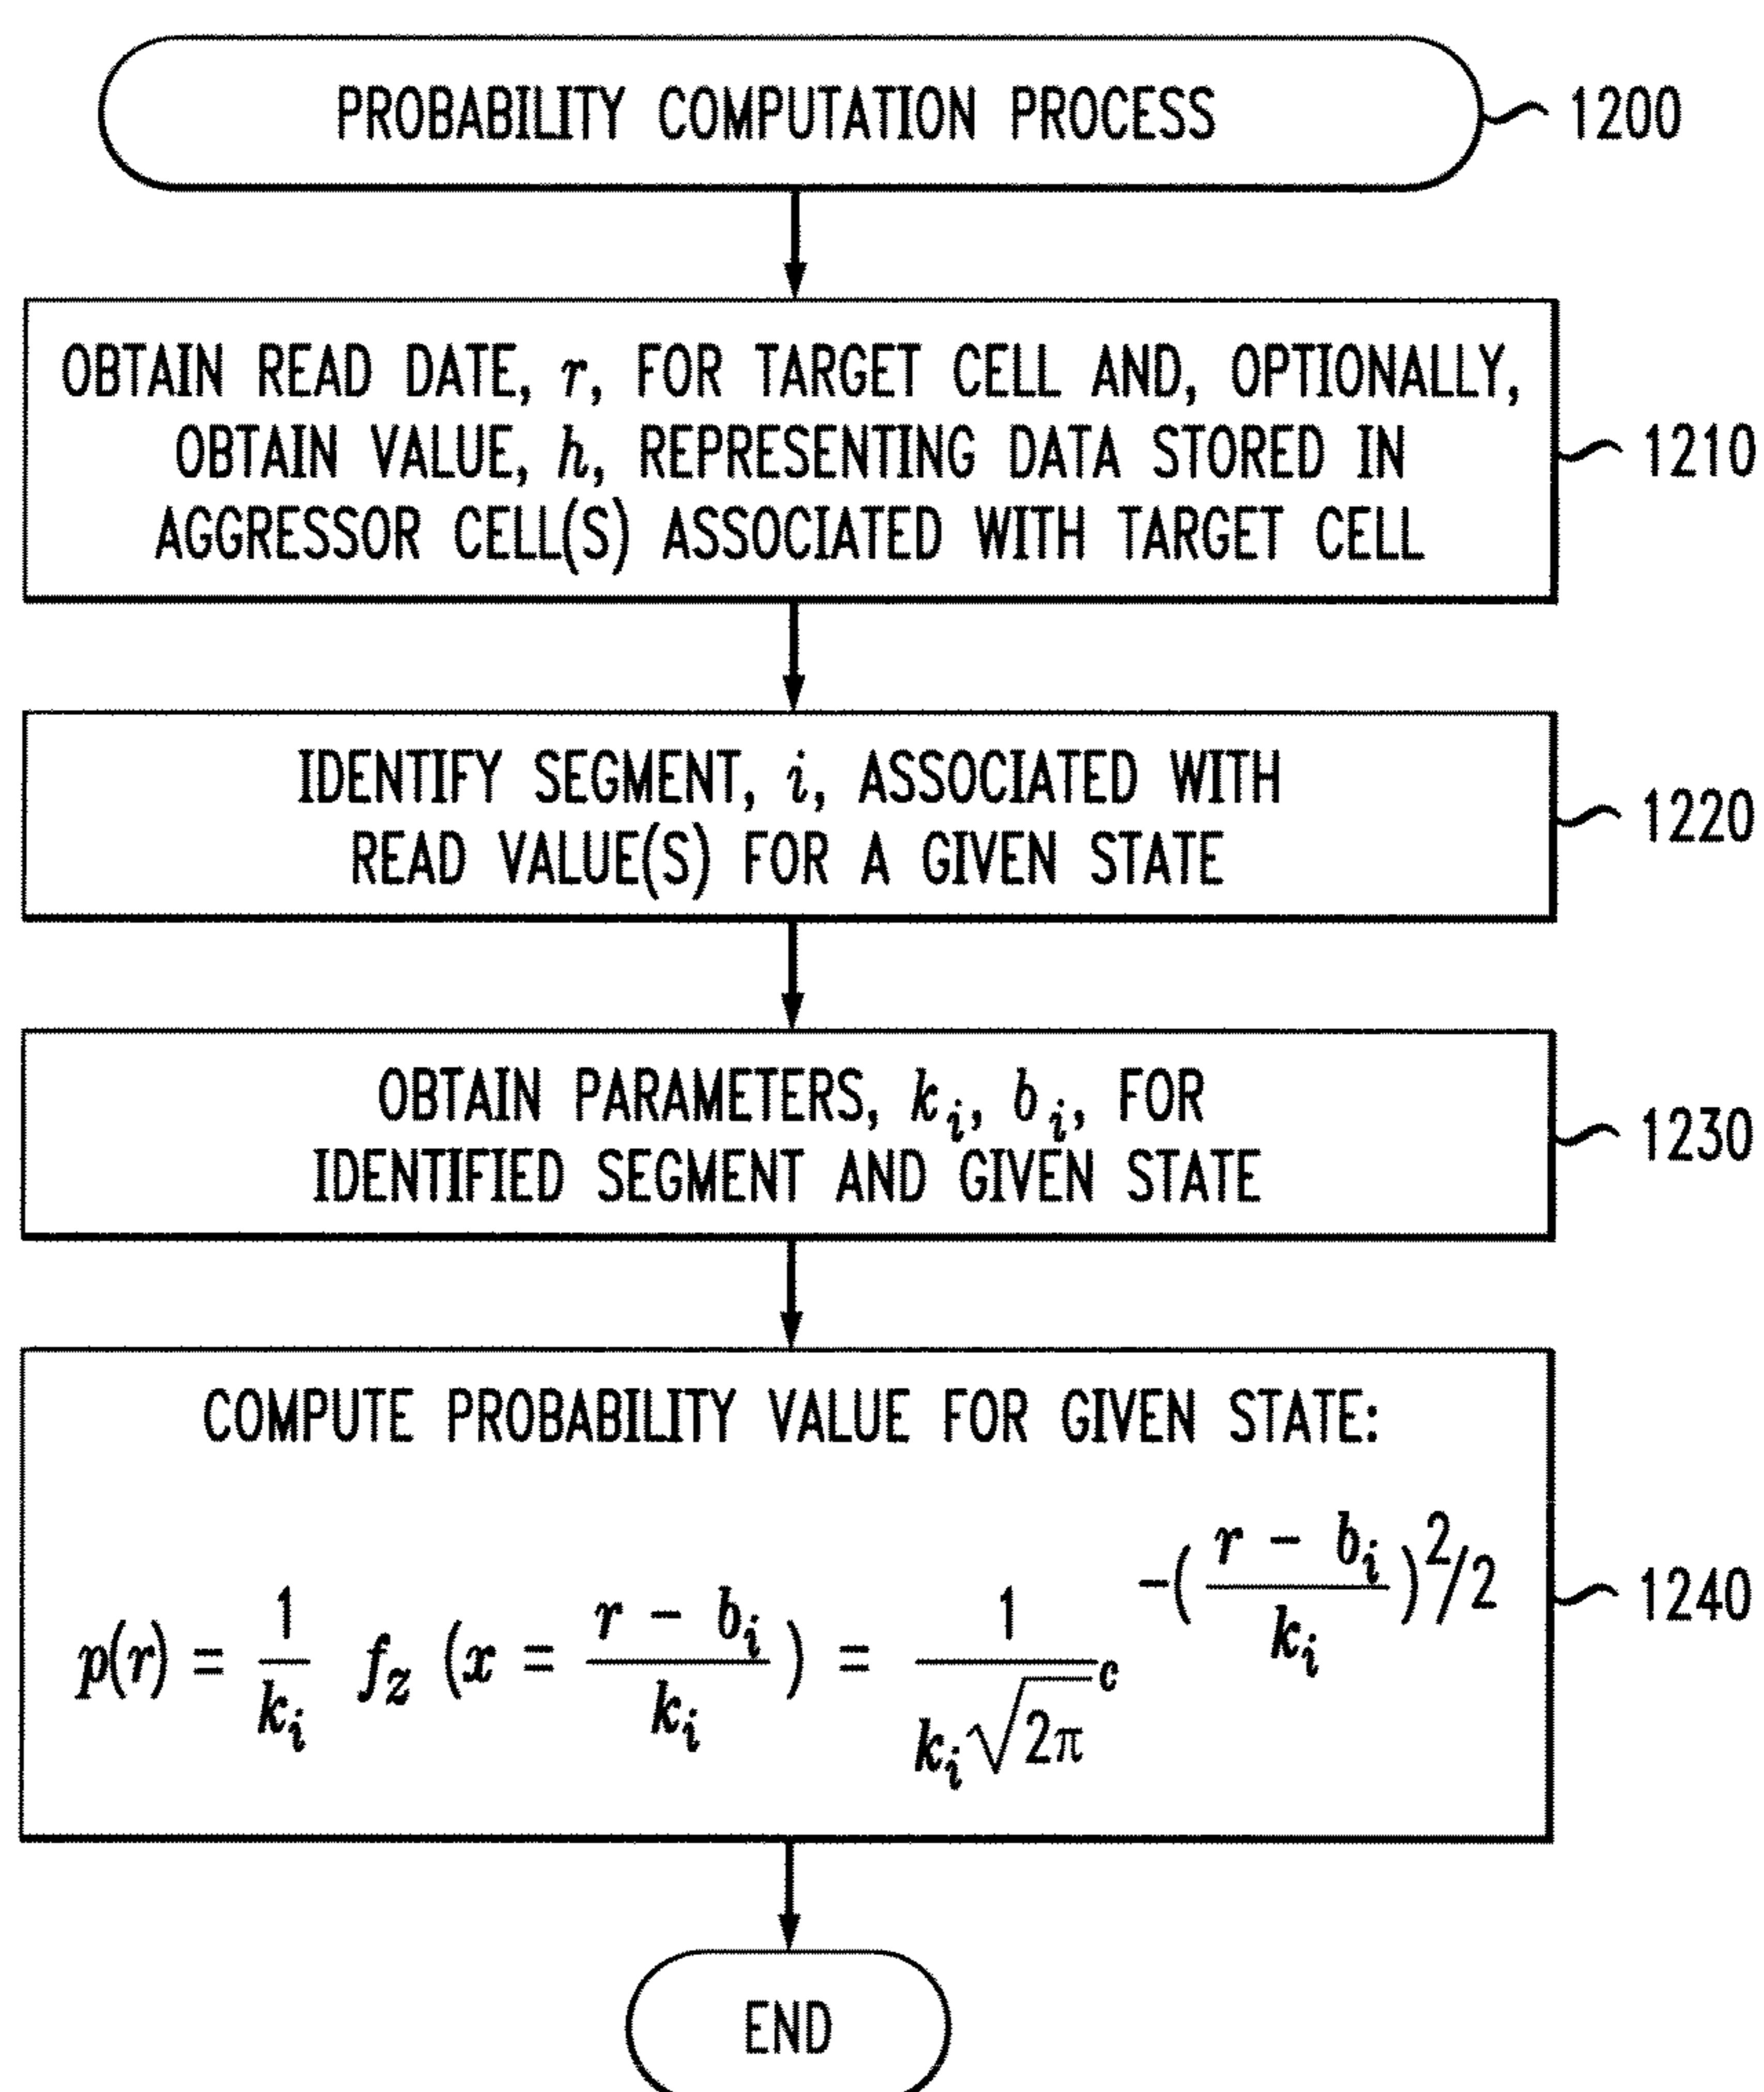 PROBABILITY COMPUTATION PROCESS
1200
OBTAIN READ DATE, r, FOR TARGET CELL AND, OPTIONALLY,
OBTAIN VALUE, h, REPRESENTING DATA STORED IN
AGGRESSOR CELL(S) ASSOCIATED WITH TARGET CELL
1210
IDENTIFY SEGMENT, i, ASSOCIATED WITH
READ VALUE(S) FOR A GIVEN STATE
1220
OBTAIN PARAMETERS, k_i, b_i, FOR
IDENTIFIED SEGMENT AND GIVEN STATE
1230
COMPUTE PROBABILITY VALUE FOR GIVEN STATE:
p(r) = 1/k_i f_z (x = (r - b_i)/k_i) = 1/(k_i√2π) c^{-((r - b_i)/k_i)^2/2}
1240
END